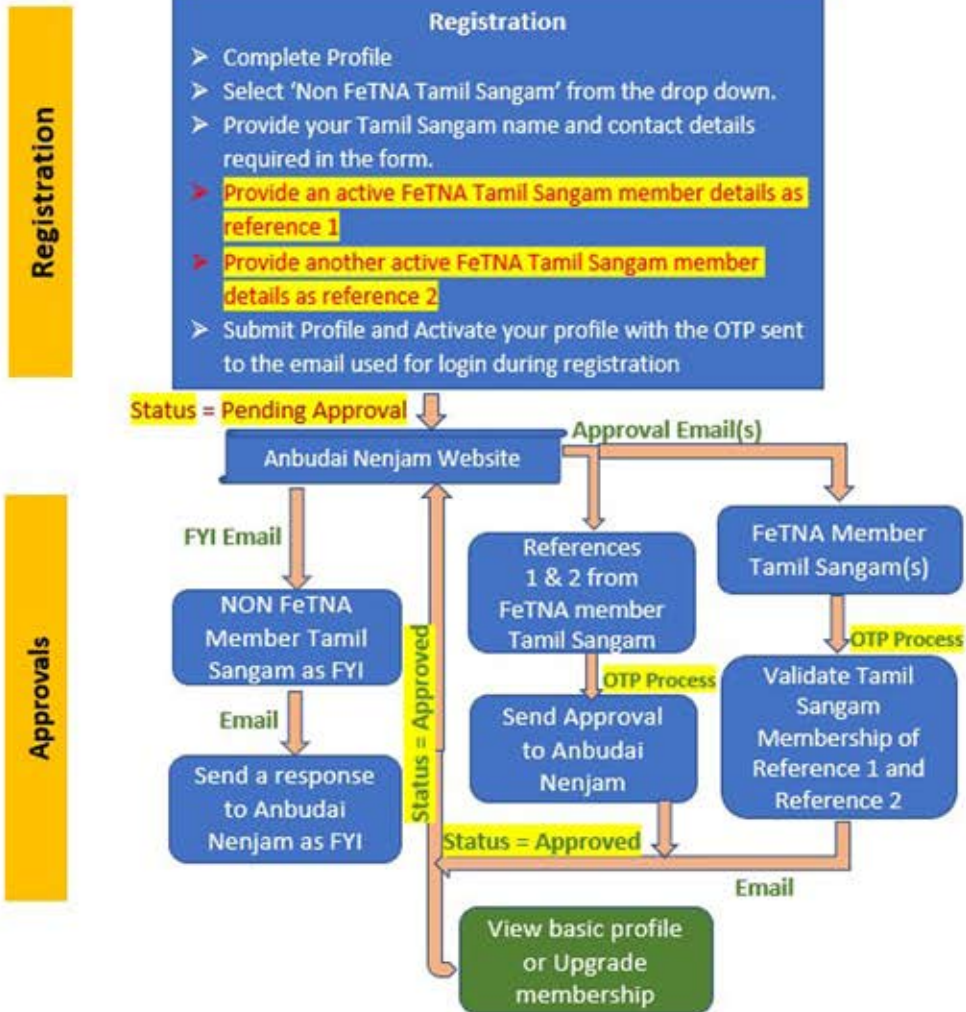 Registration
Registration
➤ Complete Profile
➤ Select ‘Non FeTNA Tamil Sangam’ from the drop down.
➤ Provide your Tamil Sangam name and contact details
required in the form.
➤ Provide an active FeTNA Tamil Sangam member details as
reference 1
➤ Provide another active FeTNA Tamil Sangam member
details as reference 2
➤ Submit Profile and Activate your profile with the OTP sent
to the email used for login during registration
Status = Pending Approval
Approval Email(s)
Anbudai Nenjam Website
Approvals
FYI Email
NON FeTNA
Member Tamil
Sangam as FYI
Email
Send a response
to Anbudai
Nenjam as FYI
Status = Approved
References
1 & 2 from
FeTNA member
Tamil Sangam
OTP Process
Send Approval
to Anbudai
Nenjam
FeTNA Member
Tamil Sangam(s)
OTP Process
Validate Tamil
Sangam
Membership of
Reference 1 and
Reference 2
Status = Approved
Email
View basic profile
or Upgrade
membership